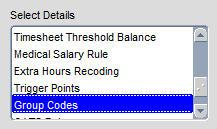 Select Details
Timesheet Threshold Balance
Medical Salary Rule
Extra Hours Recoding
Trigger Points
Group Codes